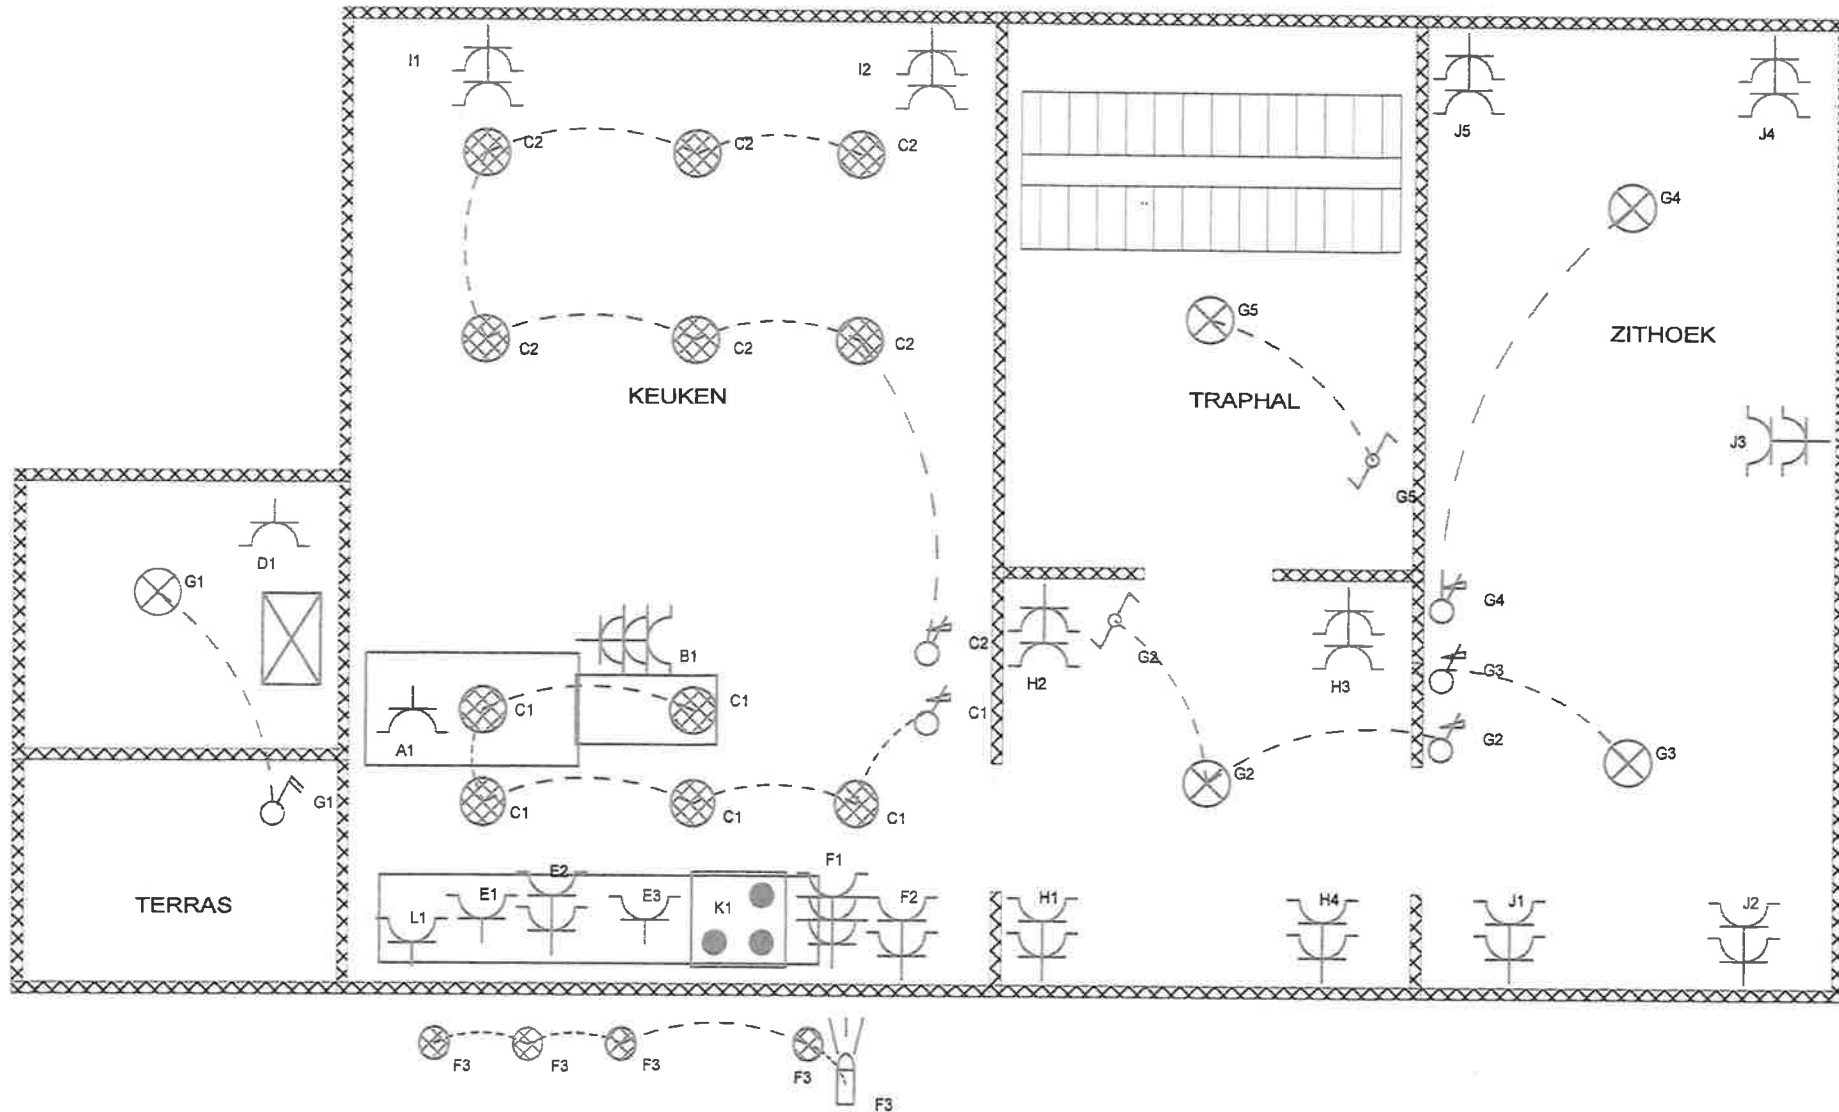 I1
I2
J5
J4
C2
C2
C2
G4
G5
C2
C2
C2
ZITHOEK
KEUKEN
TRAPHAL
J3
G5
D1
G1
G4
C2
G2
B1
H2
H3
G3
C1
C1
C1
A1
G2
G1
C1
C1
C1
G2
G3
F1
E2
E1
E3
F2
H1
H4
J1
J2
TERRAS
L1
K1
F3
F3
F3
F3
F3